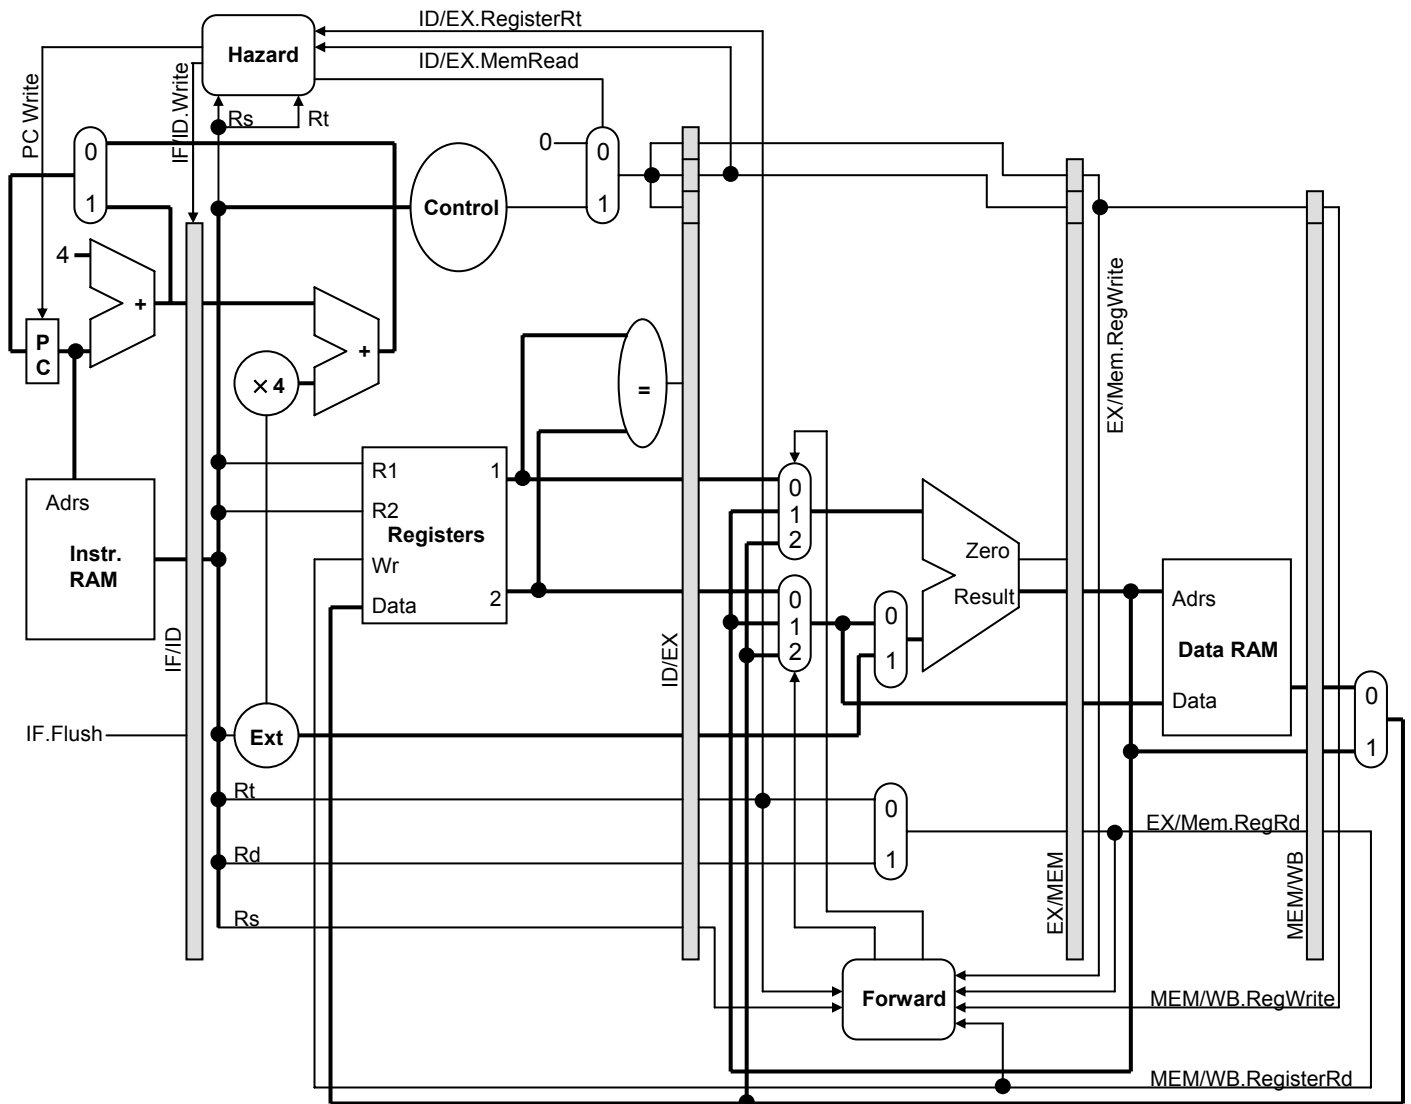 ID/EX.RegisterRt
Hazard
ID/EX.MemRead
PC Write
IF/ID.Write
Rs
Rt
0
0
1
0
1
Control
4
+
P
C
+
× 4
=
EX/Mem.RegWrite
Adrs
Instr.
RAM
R1
R2
Registers
Wr
Data
1
2
0
1
2
0
1
2
0
1
Zero
Result
Adrs
Data RAM
Data
0
1
IF/ID
ID/EX
IF.Flush
Ext
Rt
0
1
Rd
EX/Mem.RegRd
Rs
EX/MEM
MEM/WB
Forward
MEM/WB.RegWrite
MEM/WB.RegisterRd